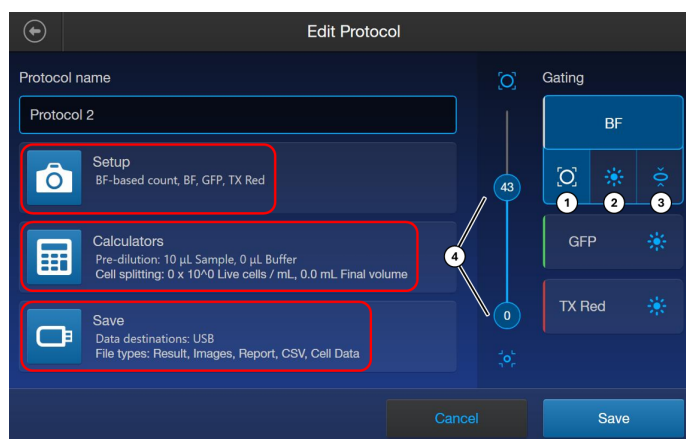 Edit Protocol
Protocol name
Protocol 2
Setup
BF-based count, BF, GFP, TX Red
Calculators
Pre-dilution: 10 µL Sample, 0 µL Buffer
Cell splitting: 0 x 10^0 Live cells / mL, 0.0 mL Final volume
Save
Data destinations: USB
File types: Result, Images, Report, CSV, Cell Data
43
4
0
Gating
BF
1 2 3
GFP
TX Red
Cancel Save